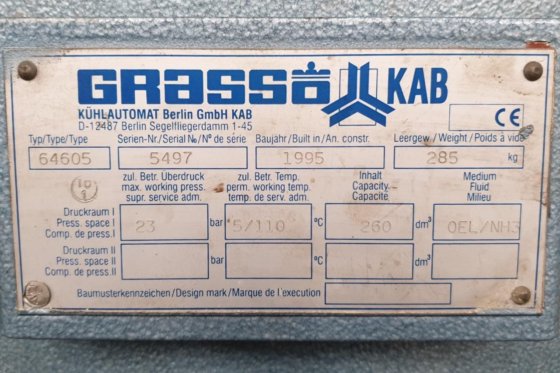 GRASSO KAB
KÜHLAUTOMAT Berlin GmbH KAB
D-12487 Berlin Segelfliegerdamm 1-45
CE
Typ/Type/Type Serien-Nr./Serial №/N° de série Baujahr/Built in/An. constr. Leergew./Weight/Poids à vide
64605 5497 1995 285 kg
zul. Betr. Überdruck zul. Betr. Temp. Inhalt Medium
max. working press. perm. working temp Capacity Fluid
supr. service adm. temp de serv. adm. Capacité Milieu
Druckraum I
Press. space I 23 bar 5/110 °C 260 dm³ OEL/NH3
Comp. de press.I
Druckraum II
Press. space II bar °C dm³
Comp. de press.II
Baumusterkennzeichen/Design mark/Marque de l'execution